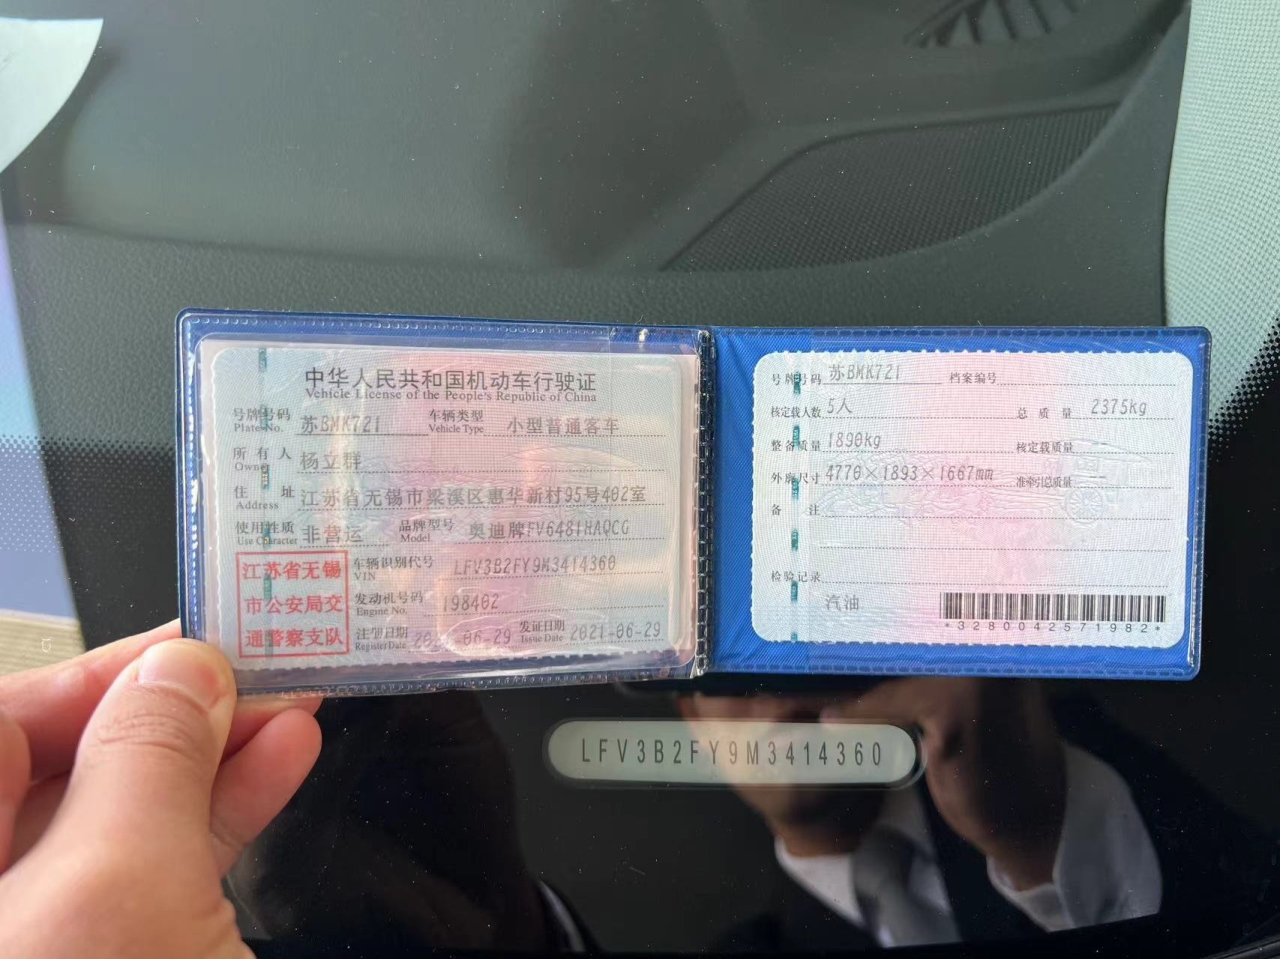 中华人民共和国机动车行驶证
Vehicle License of the People's Republic of China
号牌号码 Plate No. 苏BMK721 车辆类型 Vehicle Type 小型普通客车
所有人 Owner 杨立群
住址 Address 江苏省无锡市梁溪区惠华新村95号402室
使用性质 Use Character 非营运 品牌型号 Model 奥迪牌FV6481HAQCG
车辆识别代号 VIN LFV3B2FY9M3414360
发动机号码 Engine No. 198402
注册日期 Register Date 06-29 发证日期 Issue Date 2021-06-29
江苏省无锡
市公安局交
通警察支队
号牌号码 苏BMK721 档案编号
核定载人数 5人 总质量 2375kg
整备质量 1890kg 核定载质量
外廓尺寸 4770×1893×1667mm 准牵引总质量 --
备注
检验记录
汽油
*3280042571982*
LFV3B2FY9M3414360